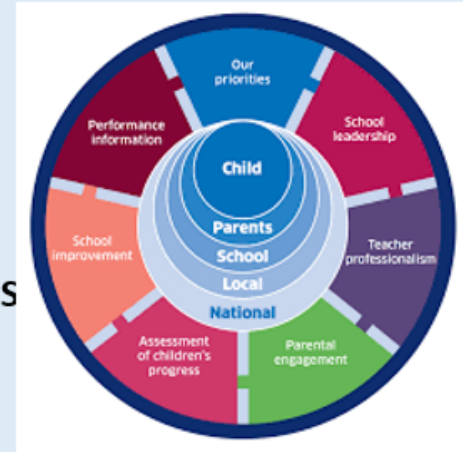 Our
priorities
School
leadership
Teacher
professionalism
Parental
engagement
Assessment
of children's
progress
School
improvement
Performance
information
Child
Parents
School
Local
National
s